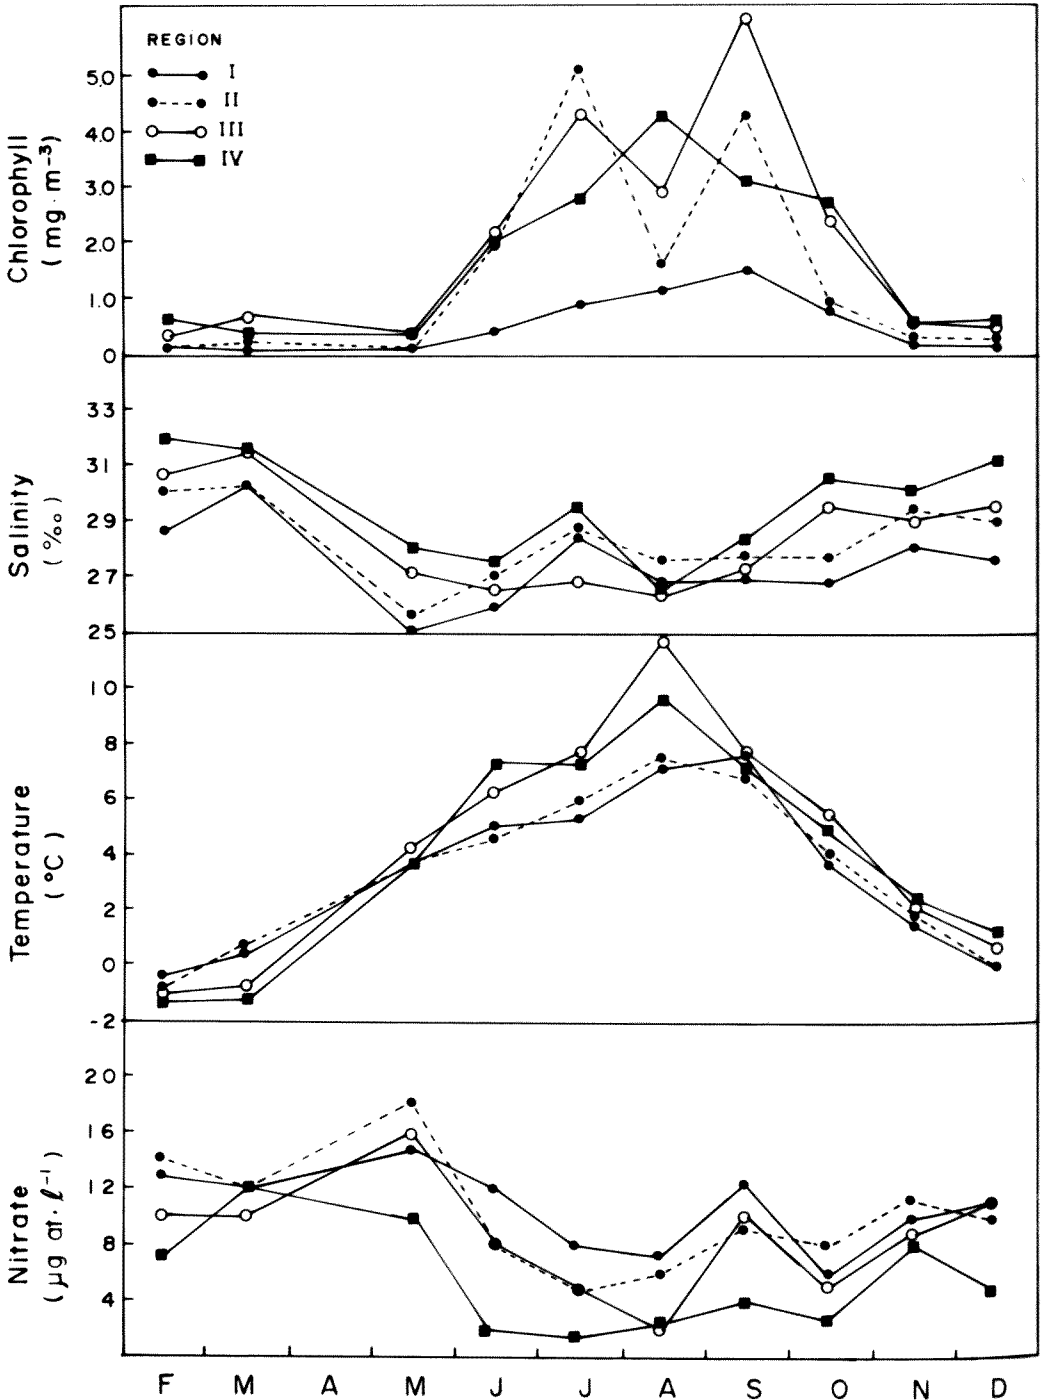 REGION
I
II
III
IV
Chlorophyll
(mg·m⁻³)
5.0
4.0
3.0
2.0
1.0
0
Salinity
(‰)
33
31
29
27
25
Temperature
(°C)
10
8
6
4
2
0
-2
Nitrate
(µg at·ℓ⁻¹)
20
16
12
8
4
F M A M J J A S O N D